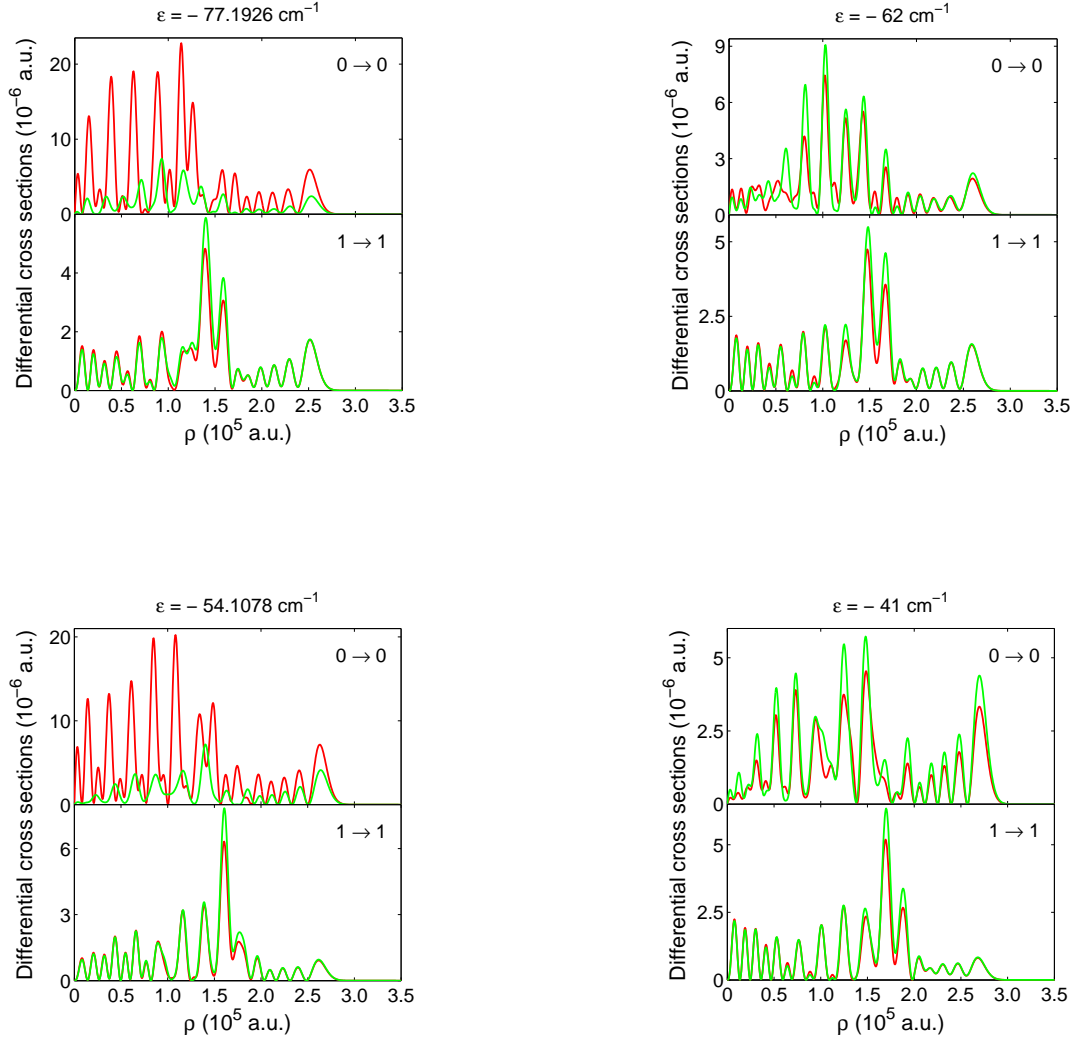 ε = − 77.1926 cm⁻¹
Differential cross sections (10⁻⁶ a.u.)
20
10
0
0 → 0
4
2
0
1 → 1
0 0.5 1.0 1.5 2.0 2.5 3.0 3.5
ρ (10⁵ a.u.)
ε = − 62 cm⁻¹
Differential cross sections (10⁻⁶ a.u.)
9
6
3
0
0 → 0
5
2.5
0
1 → 1
0 0.5 1.0 1.5 2.0 2.5 3.0 3.5
ρ (10⁵ a.u.)
ε = − 54.1078 cm⁻¹
Differential cross sections (10⁻⁶ a.u.)
20
10
0
0 → 0
6
3
0
1 → 1
0 0.5 1.0 1.5 2.0 2.5 3.0 3.5
ρ (10⁵ a.u.)
ε = − 41 cm⁻¹
Differential cross sections (10⁻⁶ a.u.)
5
2.5
0
0 → 0
5
2.5
0
1 → 1
0 0.5 1.0 1.5 2.0 2.5 3.0 3.5
ρ (10⁵ a.u.)